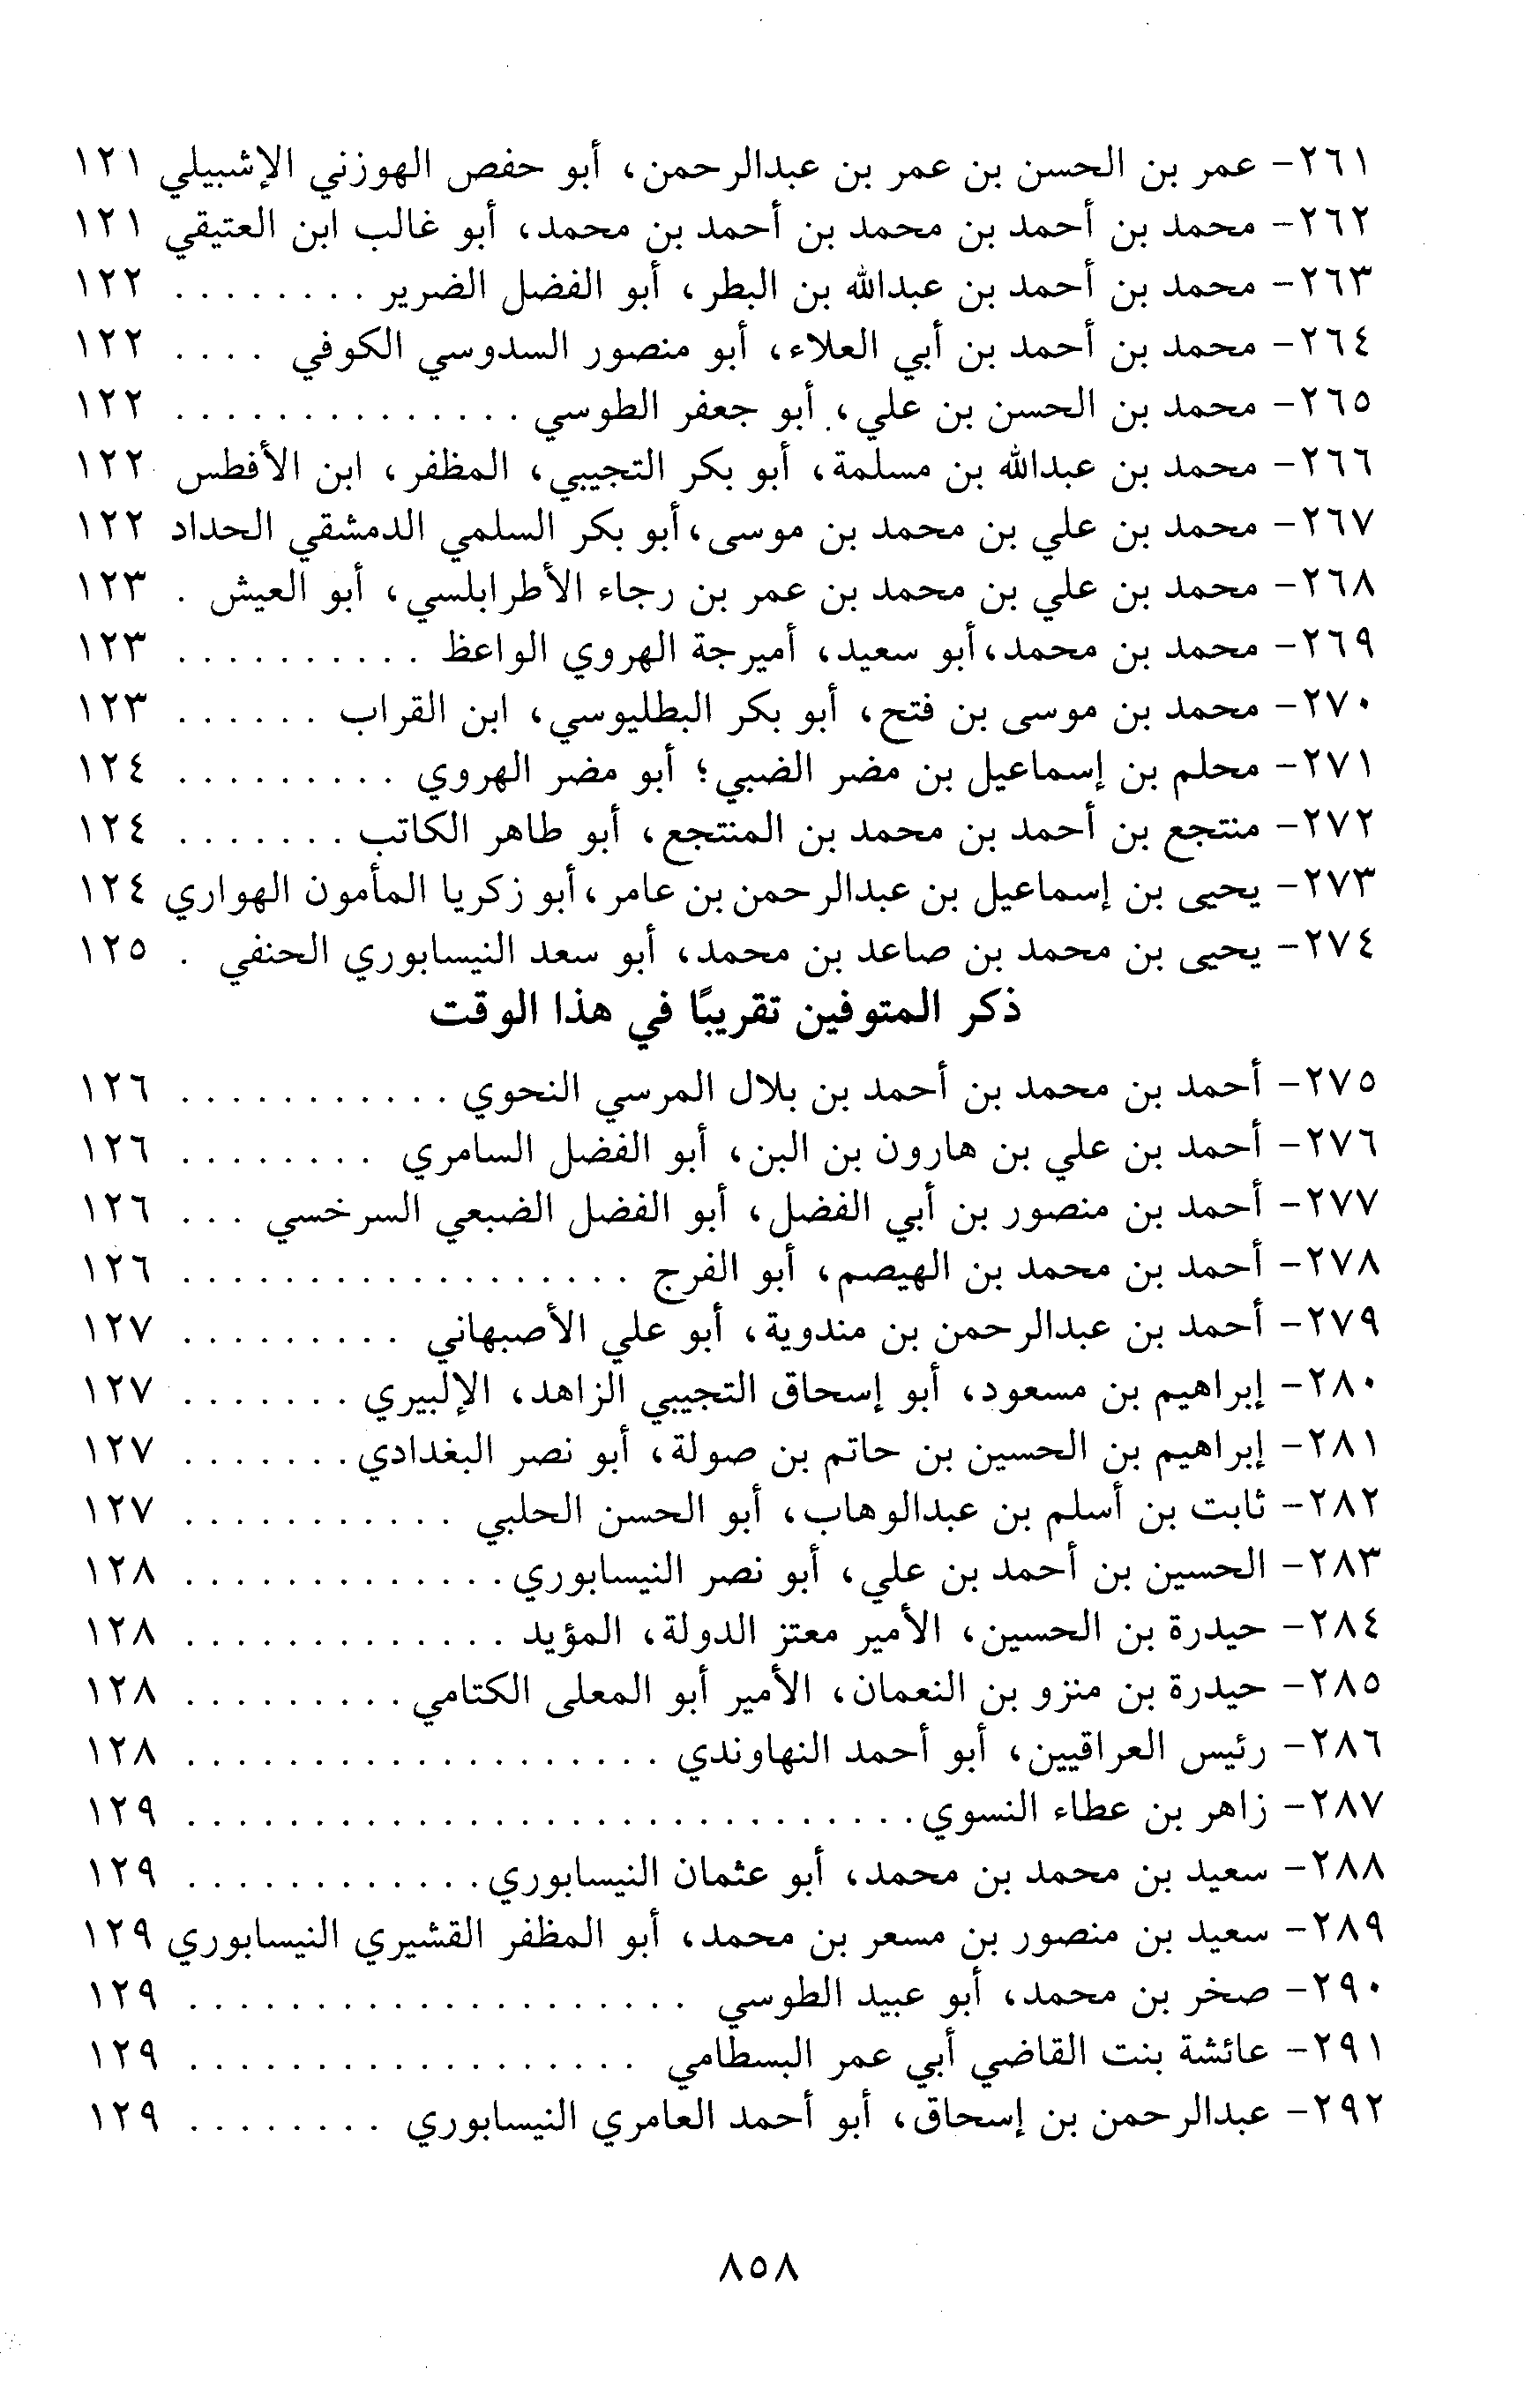 ٢٦١- عمر بن الحسن بن عمر بن عبدالرحمن، أبو حفص الهوزني الإشبيلي ١٢١
٢٦٢- محمد بن أحمد بن محمد بن أحمد بن محمد، أبو غالب ابن العتيقي ١٢١
٢٦٣- محمد بن أحمد بن عبدالله بن البطر، أبو الفضل الضرير . . . . . . . . ١٢٢
٢٦٤- محمد بن أحمد بن أبي العلاء، أبو منصور السدوسي الكوفي . . . . ١٢٢
٢٦٥- محمد بن الحسن بن علي، أبو جعفر الطوسي . . . . . . . . . . . . . . ١٢٢
٢٦٦- محمد بن عبدالله بن مسلمة، أبو بكر التجيبي، المظفر، ابن الأفطس ١٢٢
٢٦٧- محمد بن علي بن محمد بن موسى،أبو بكر السلمي الدمشقي الحداد ١٢٢
٢٦٨- محمد بن علي بن محمد بن عمر بن رجاء الأطرابلسي، أبو العيش . ١٢٣
٢٦٩- محمد بن محمد،أبو سعيد، أميرجة الهروي الواعظ . . . . . . . . . . ١٢٣
٢٧٠- محمد بن موسى بن فتح، أبو بكر البطليوسي، ابن القراب . . . . . . ١٢٣
٢٧١- محلم بن إسماعيل بن مضر الضبي؛ أبو مضر الهروي . . . . . . . . . ١٢٤
٢٧٢- منتجع بن أحمد بن محمد بن المنتجع، أبو طاهر الكاتب . . . . . . . ١٢٤
٢٧٣- يحيى بن إسماعيل بن عبدالرحمن بن عامر،أبو زكريا المأمون الهواري ١٢٤
٢٧٤- يحيى بن محمد بن صاعد بن محمد، أبو سعد النيسابوري الحنفي . ١٢٥
ذكر المتوفين تقريبًا في هذا الوقت
٢٧٥- أحمد بن محمد بن أحمد بن بلال المرسي النحوي . . . . . . . . . . . ١٢٦
٢٧٦- أحمد بن علي بن هارون بن البن، أبو الفضل السامري . . . . . . . . ١٢٦
٢٧٧- أحمد بن منصور بن أبي الفضل، أبو الفضل الضبعي السرخسي . . . ١٢٦
٢٧٨- أحمد بن محمد بن الهيصم، أبو الفرج . . . . . . . . . . . . . . . . . . ١٢٦
٢٧٩- أحمد بن عبدالرحمن بن مندوية، أبو علي الأصبهاني . . . . . . . . . ١٢٧
٢٨٠- إبراهيم بن مسعود، أبو إسحاق التجيبي الزاهد، الإلبيري . . . . . . . ١٢٧
٢٨١- إبراهيم بن الحسين بن حاتم بن صولة، أبو نصر البغدادي . . . . . . . ١٢٧
٢٨٢- ثابت بن أسلم بن عبدالوهاب، أبو الحسن الحلبي . . . . . . . . . . . ١٢٧
٢٨٣- الحسين بن أحمد بن علي، أبو نصر النيسابوري . . . . . . . . . . . . . ١٢٨
٢٨٤- حيدرة بن الحسين، الأمير معتز الدولة، المؤيد . . . . . . . . . . . . . ١٢٨
٢٨٥- حيدرة بن منزو بن النعمان، الأمير أبو المعلى الكتامي . . . . . . . . . ١٢٨
٢٨٦- رئيس العراقيين، أبو أحمد النهاوندي . . . . . . . . . . . . . . . . . . . ١٢٨
٢٨٧- زاهر بن عطاء النسوي . . . . . . . . . . . . . . . . . . . . . . . . . . . . . ١٢٩
٢٨٨- سعيد بن محمد بن محمد، أبو عثمان النيسابوري . . . . . . . . . . . . ١٢٩
٢٨٩- سعيد بن منصور بن مسعر بن محمد، أبو المظفر القشيري النيسابوري ١٢٩
٢٩٠- صخر بن محمد، أبو عبيد الطوسي . . . . . . . . . . . . . . . . . . . . ١٢٩
٢٩١- عائشة بنت القاضي أبي عمر البسطامي . . . . . . . . . . . . . . . . . . ١٢٩
٢٩٢- عبدالرحمن بن إسحاق، أبو أحمد العامري النيسابوري . . . . . . . . ١٢٩
٨٥٨